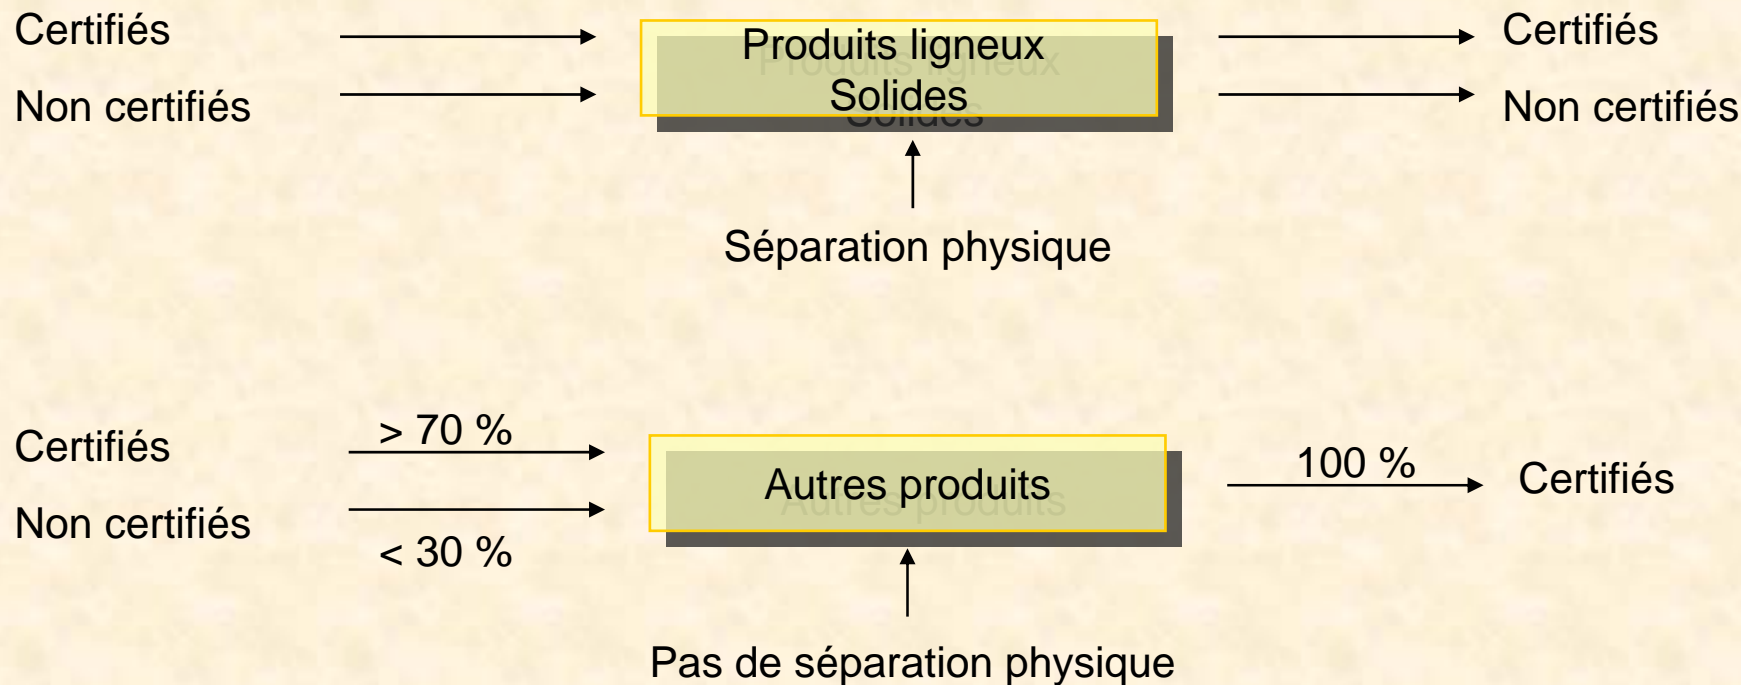 Certifiés
Non certifiés
Produits ligneux
Solides
Certifiés
Non certifiés
Séparation physique
Certifiés
> 70 %
Non certifiés
< 30 %
Autres produits
100 %
Certifiés
Pas de séparation physique